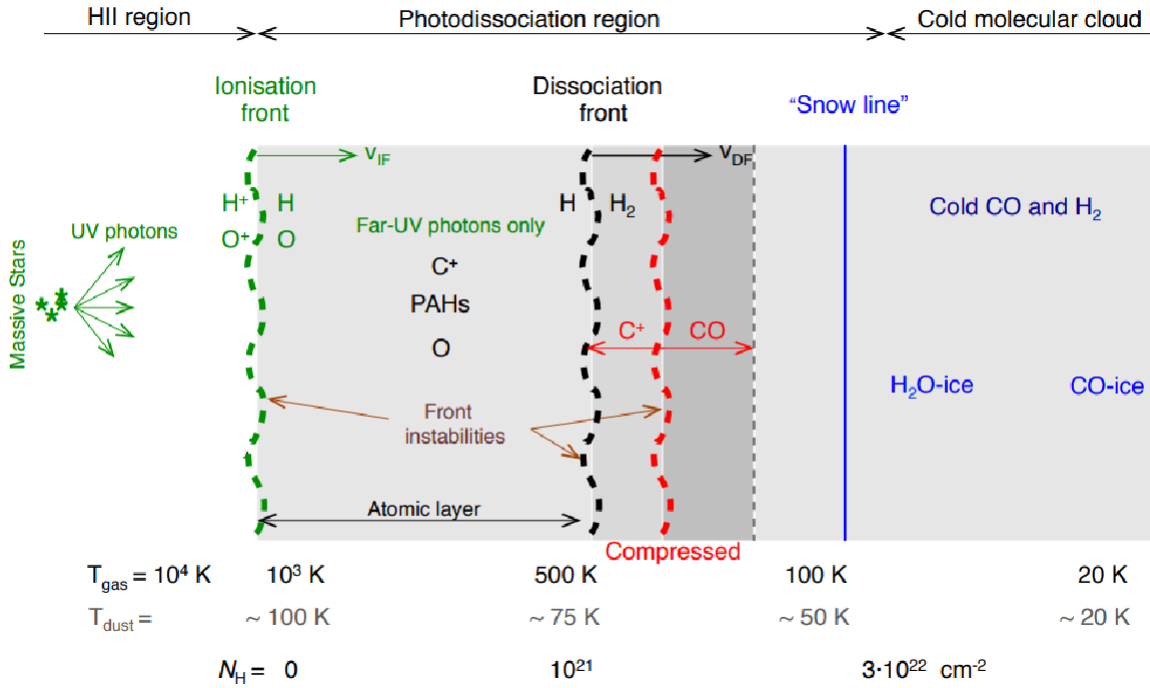 HII region Photodissociation region Cold molecular cloud
Ionisation front
Dissociation front
"Snow line"
V_IF
V_DF
H⁺ H
O⁺ O
H H₂
UV photons
Massive Stars
Far-UV photons only
C⁺
PAHs
O
C⁺ CO
Cold CO and H₂
H₂O-ice CO-ice
Front
instabilities
Atomic layer
Compressed
T_gas = 10⁴ K 10³ K 500 K 100 K 20 K
T_dust = ~ 100 K ~ 75 K ~ 50 K ~ 20 K
N_H = 0 10²¹ 3·10²² cm⁻²